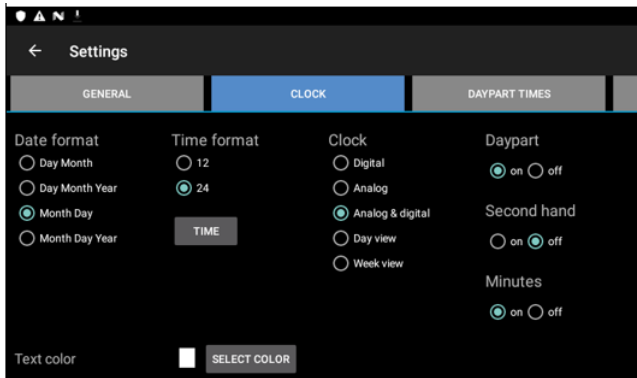 Settings
GENERAL
CLOCK
DAYPART TIMES
Date format
Day Month
Day Month Year
Month Day
Month Day Year
Time format
12
24
TIME
Clock
Digital
Analog
Analog & digital
Day view
Week view
Daypart
on off
Second hand
on off
Minutes
on off
Text color
SELECT COLOR